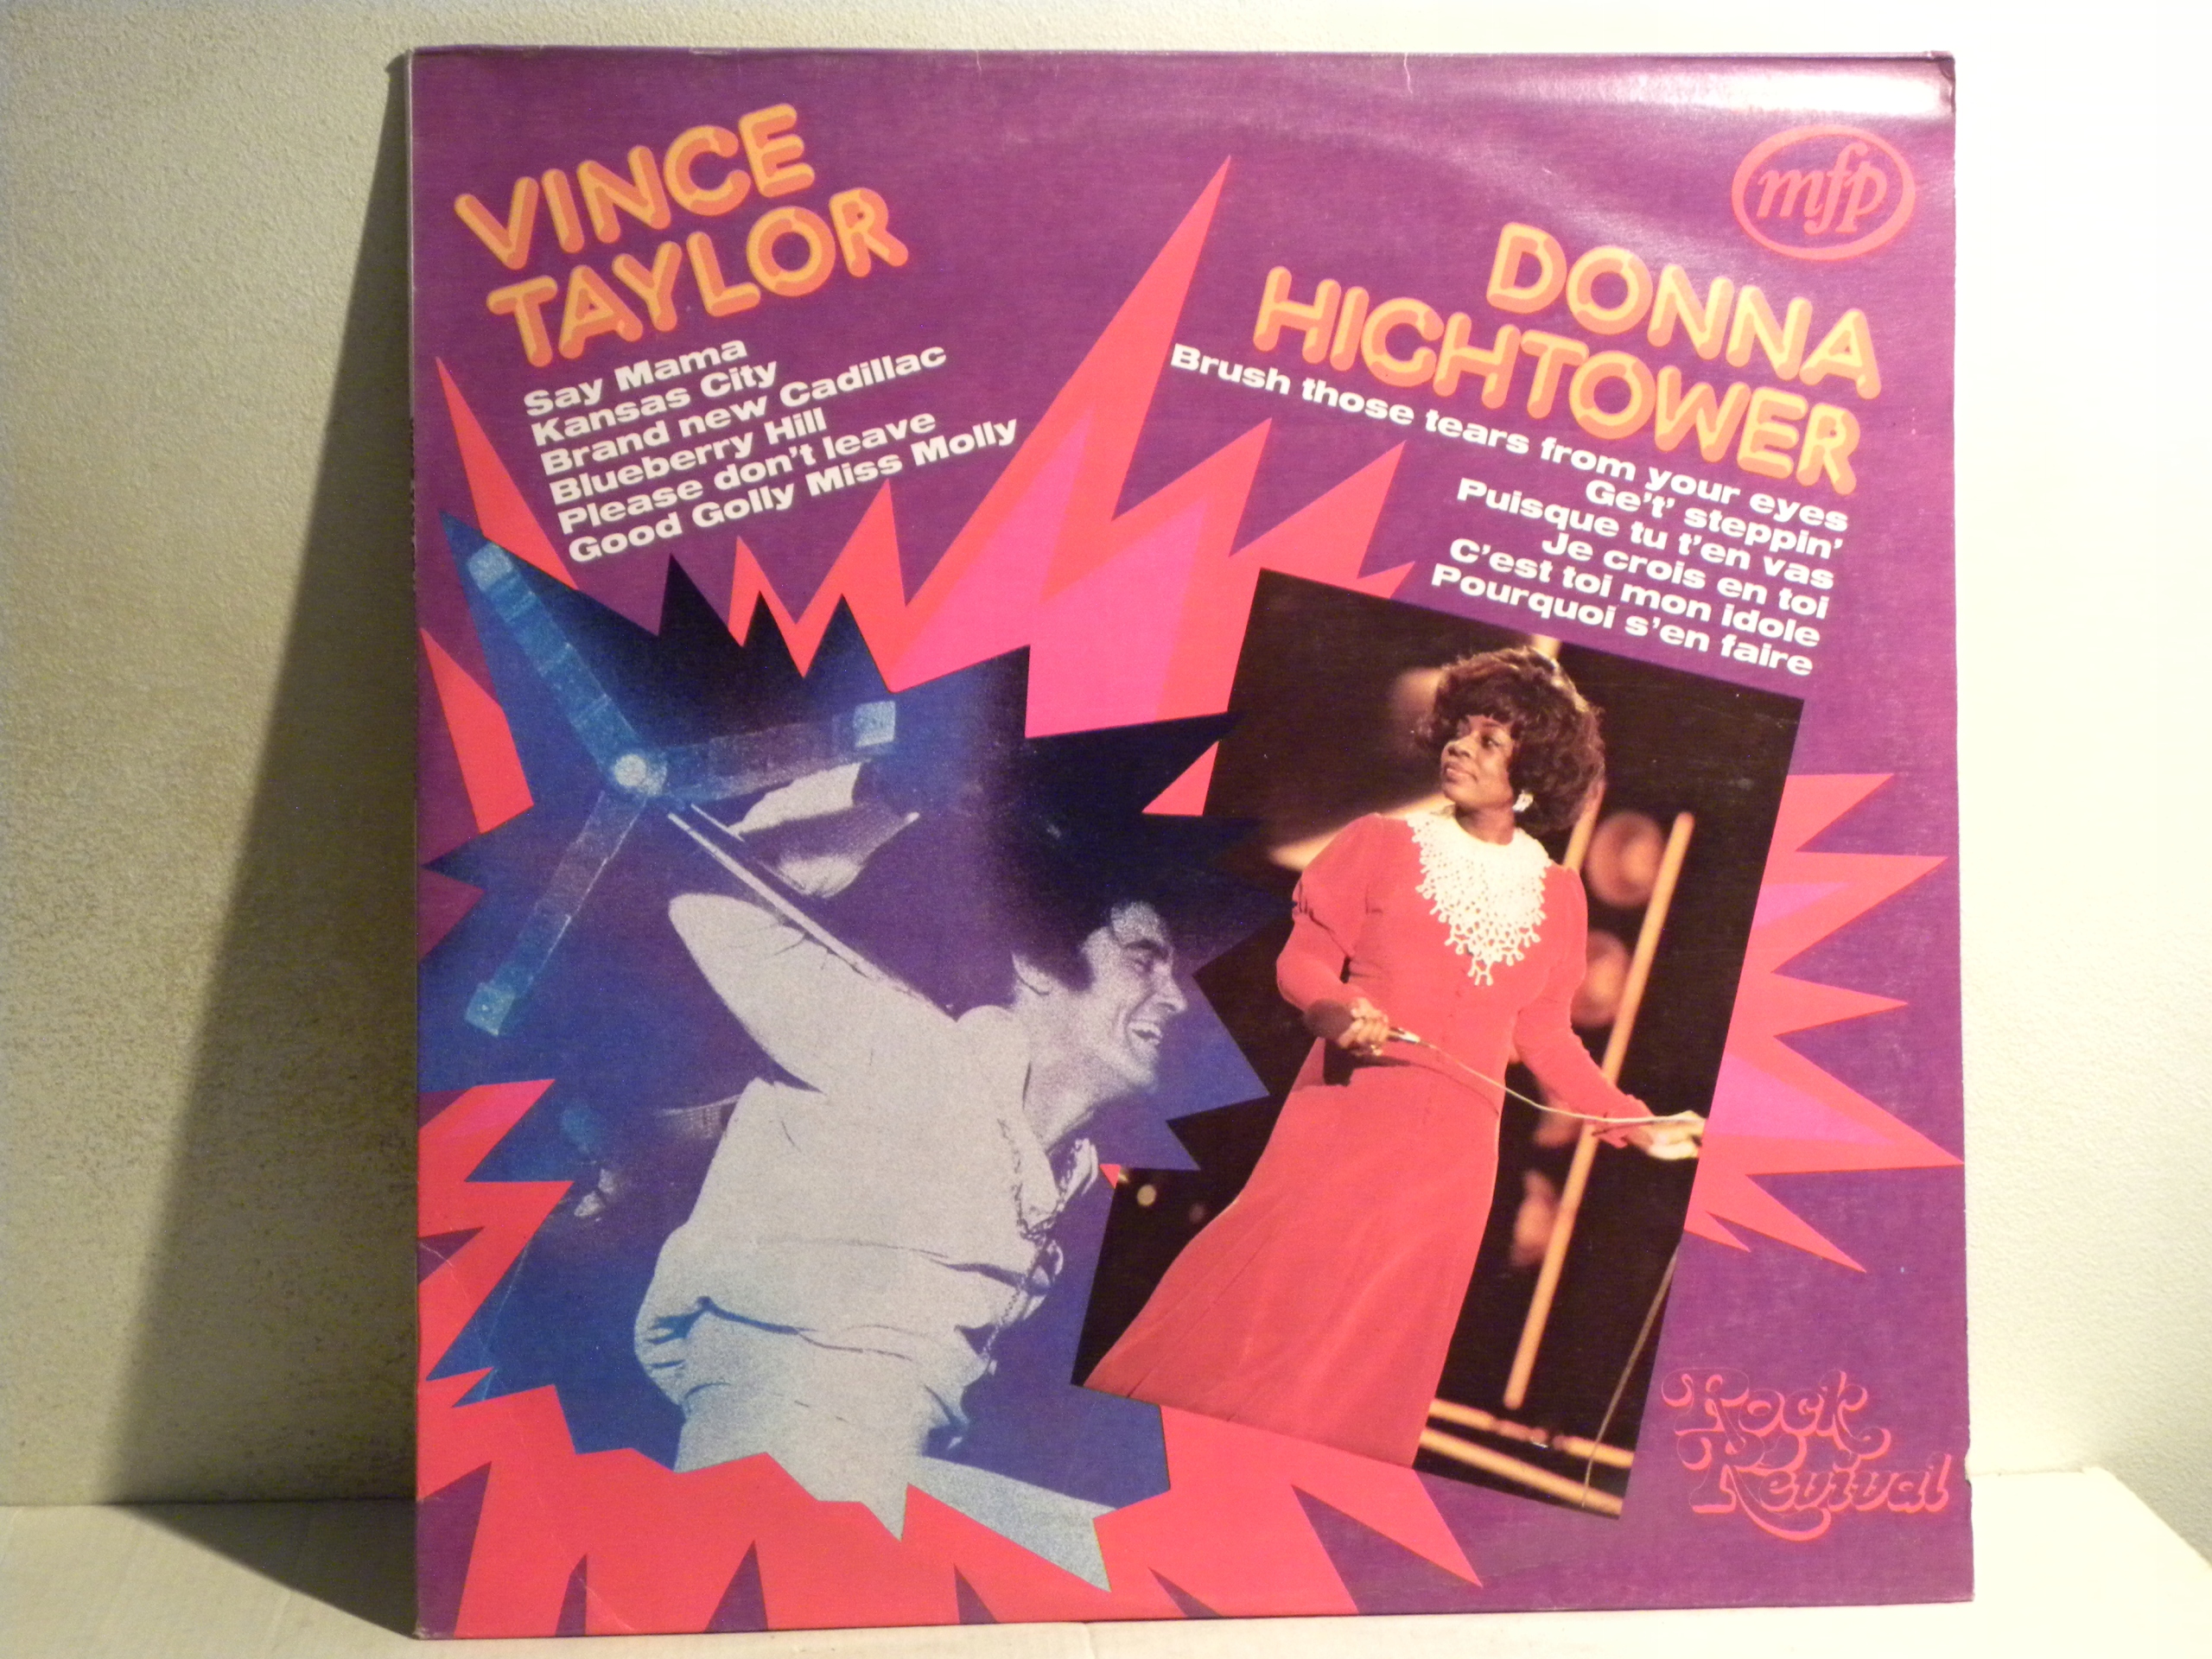 VINCE
TAYLOR
Say Mama
Kansas City
Brand new Cadillac
Blueberry Hill
Please don't leave
Good Golly Miss Molly
mfp
DONNA
HICHTOWER
Brush those tears from your eyes
Ge't' steppin'
Puisque tu t'en vas
Je crois en toi
C'est toi mon idole
Pourquoi s'en faire
Rock
Revival